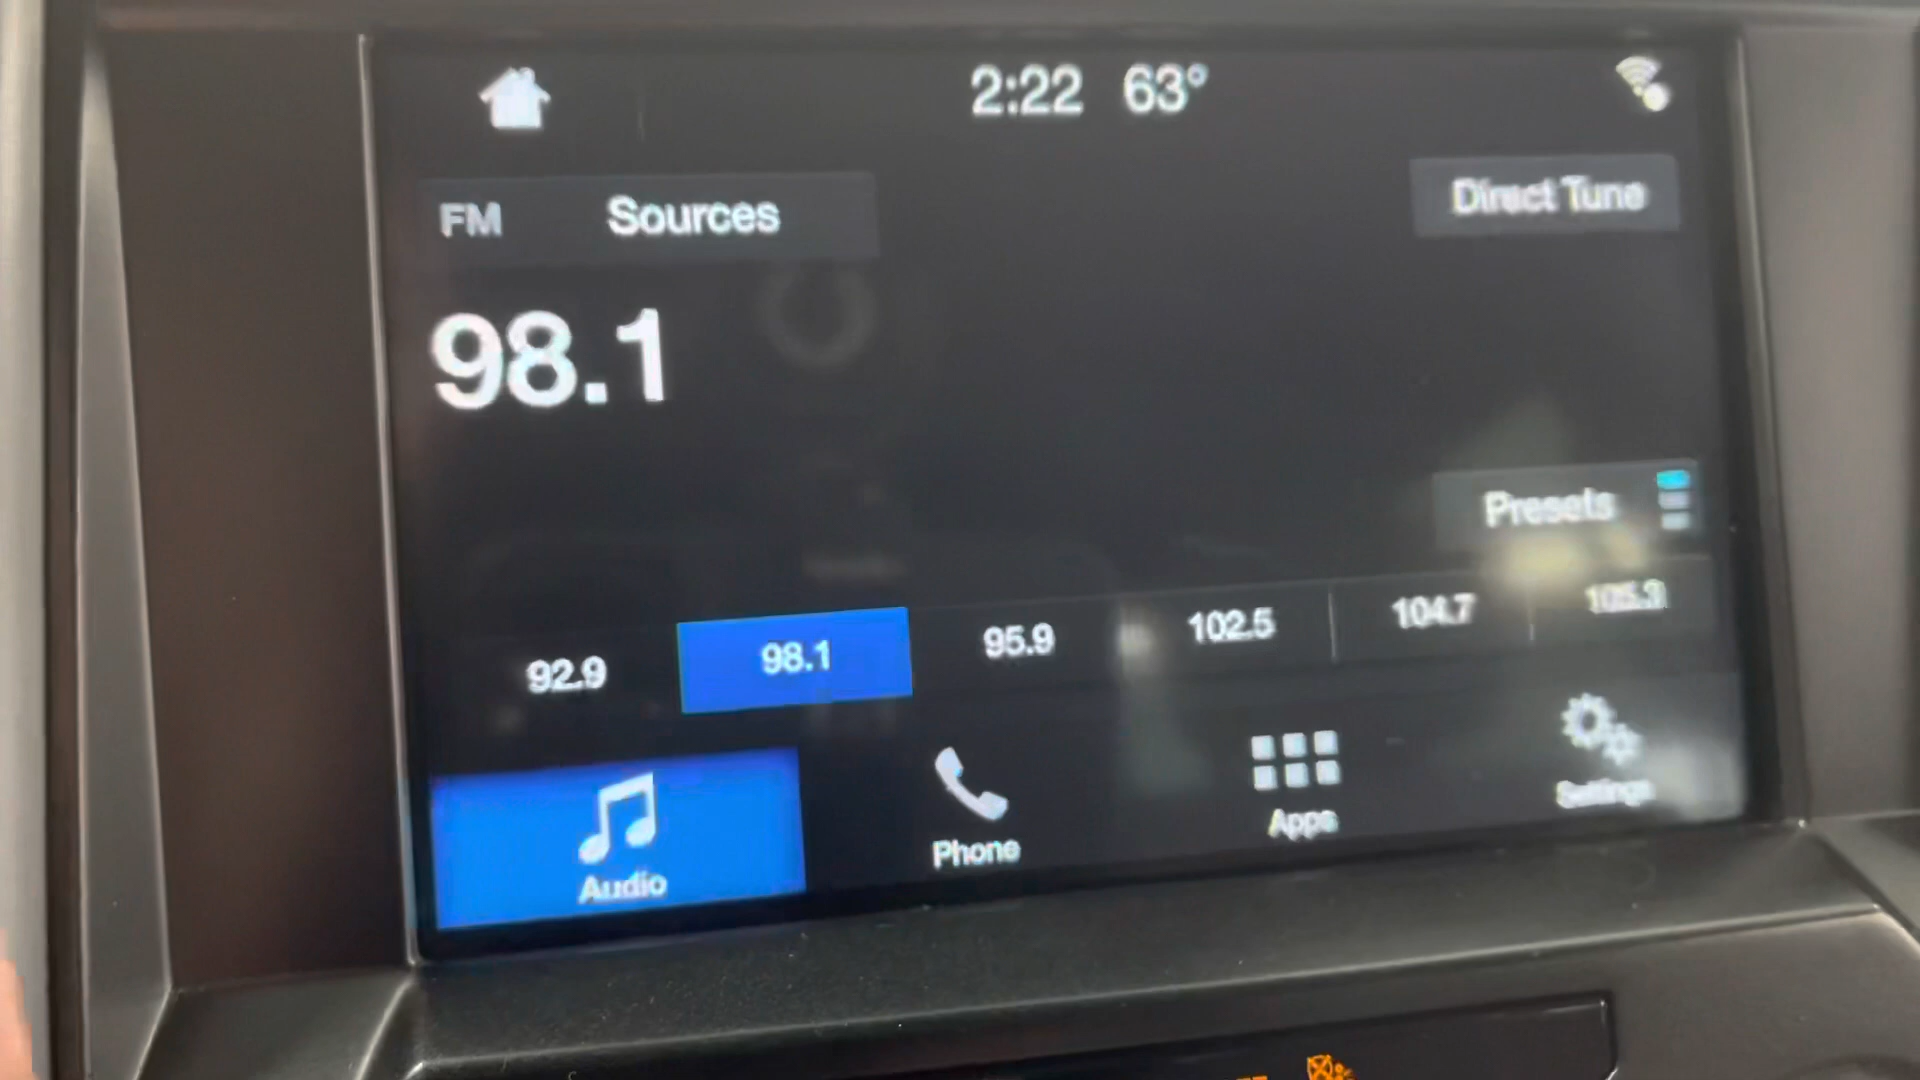 2:22 63°
FM Sources
Direct Tune
98.1
Presets
92.9 98.1 95.9 102.5 104.7 105.3
Audio Phone Apps Settings